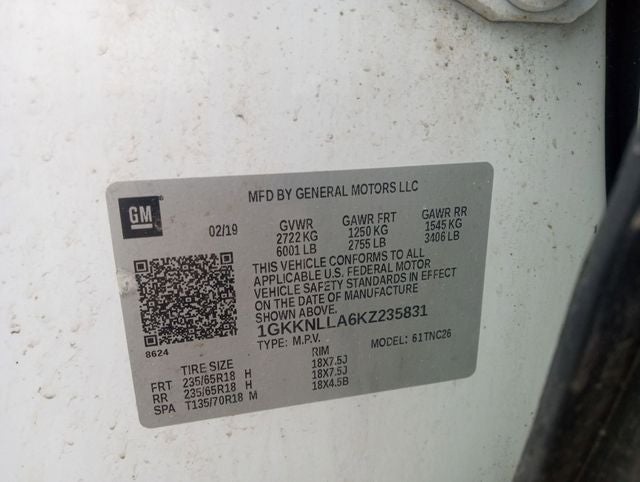 MFD BY GENERAL MOTORS LLC
GM
02/19 GVWR GAWR FRT GAWR RR
2722 KG 1250 KG 1545 KG
6001 LB 2755 LB 3406 LB
THIS VEHICLE CONFORMS TO ALL
APPLICABLE U.S. FEDERAL MOTOR
VEHICLE SAFETY STANDARDS IN EFFECT
ON THE DATE OF MANUFACTURE
SHOWN ABOVE.
1GKKNLLA6KZ235831
8624
TYPE: M.P.V. MODEL: 61TNC26
TIRE SIZE RIM
FRT 235/65R18 H 18X7.5J
RR 235/65R18 H 18X7.5J
SPA T135/70R18 M 18X4.5B